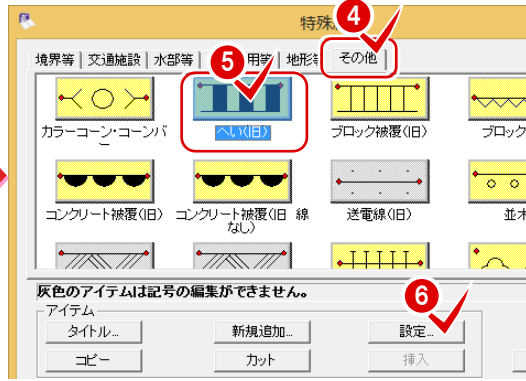 特殊
4
境界等 交通施設 水部等 用等 地形等 その他
5
カラーコーン・コーンバー
へい(旧)
ブロック被覆(旧)
ブロック
コンクリート被覆(旧)
コンクリート被覆(旧 線なし)
送電線(旧)
並木
灰色のアイテムは記号の編集ができません。
6
アイテム
タイトル... 新規追加... 設定...
コピー カット 挿入